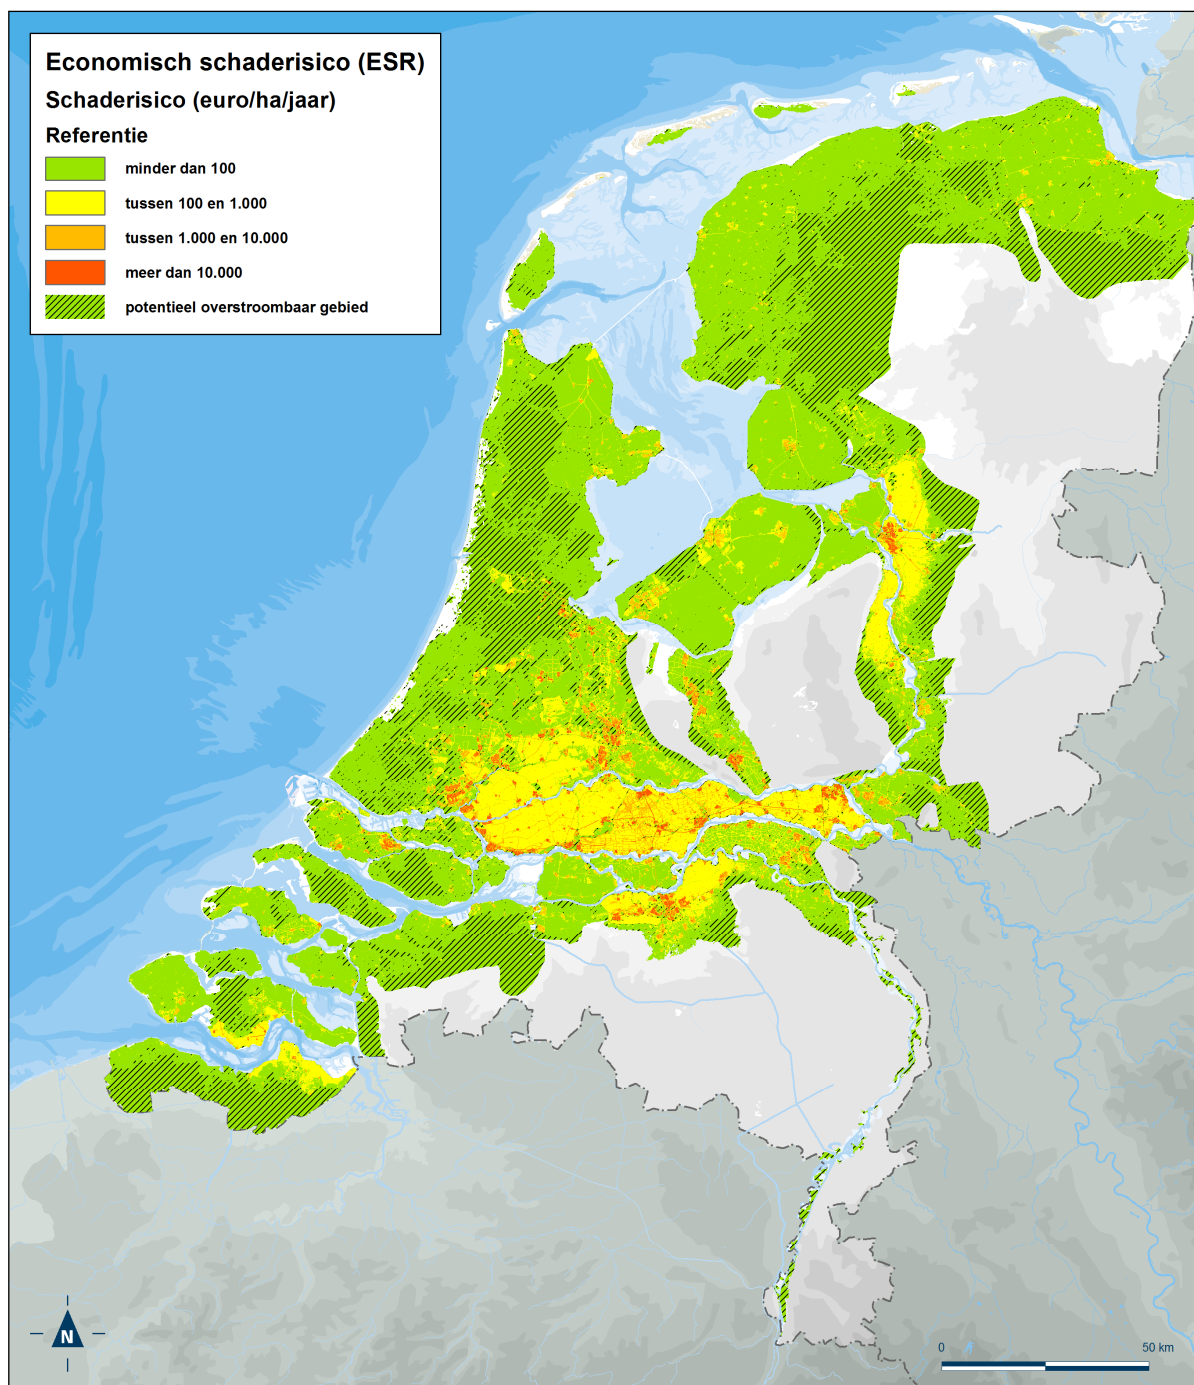 Economisch schaderisico (ESR)
Schaderisico (euro/ha/jaar)
Referentie
minder dan 100
tussen 100 en 1.000
tussen 1.000 en 10.000
meer dan 10.000
potentieel overstroombaar gebied
N
0 50 km